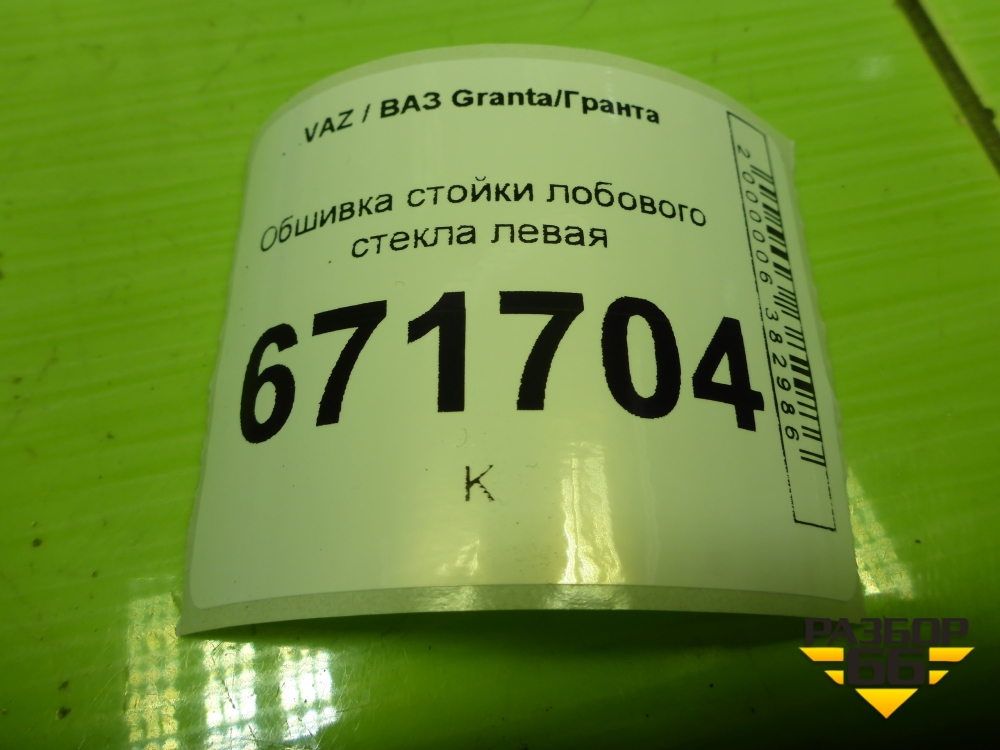 VAZ / ВАЗ Granta/Гранта
Обшивка стойки лобового
стекла левая
671704
К
2000006382986
РАЗБОР
66